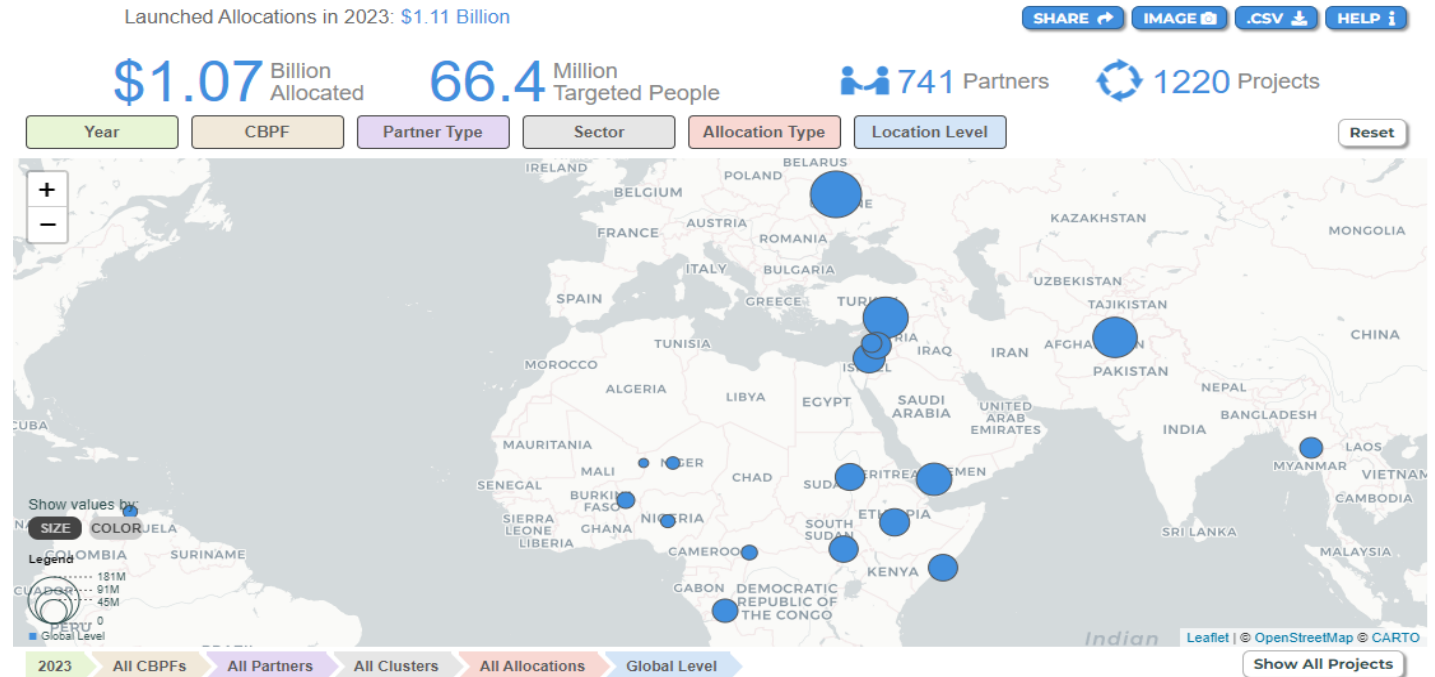 Launched Allocations in 2023: $1.11 Billion
SHARE
IMAGE
.CSV
HELP
$1.07 Billion Allocated
66.4 Million Targeted People
741 Partners
1220 Projects
Year
CBPF
Partner Type
Sector
Allocation Type
Location Level
Reset
+
−
IRELAND
BELARUS
POLAND
BELGIUM
KAZAKHSTAN
FRANCE
AUSTRIA
MONGOLIA
ROMANIA
ITALY
BULGARIA
UZBEKISTAN
SPAIN
GREECE
TAJIKISTAN
TUNISIA
CHINA
MOROCCO
IRAQ
IRAN
PAKISTAN
ALGERIA
LIBYA
EGYPT
NEPAL
SAUDI
ARABIA
UNITED
ARAB
EMIRATES
BANGLADESH
INDIA
MAURITANIA
LAOS
MALI
CHAD
MYANMAR
VIETNAM
SENEGAL
CAMBODIA
SIERRA
LEONE
GHANA
SOUTH
SUDAN
SRI LANKA
LIBERIA
KENYA
MALAYSIA
GABON
DEMOCRATIC
REPUBLIC OF
THE CONGO
Show values by:
SIZE
COLOR
COLOMBIA
SURINAME
Legend
181M
91M
45M
0
PERU
Global Level
Indian
Leaflet | © OpenStreetMap © CARTO
2023
All CBPFs
All Partners
All Clusters
All Allocations
Global Level
Show All Projects